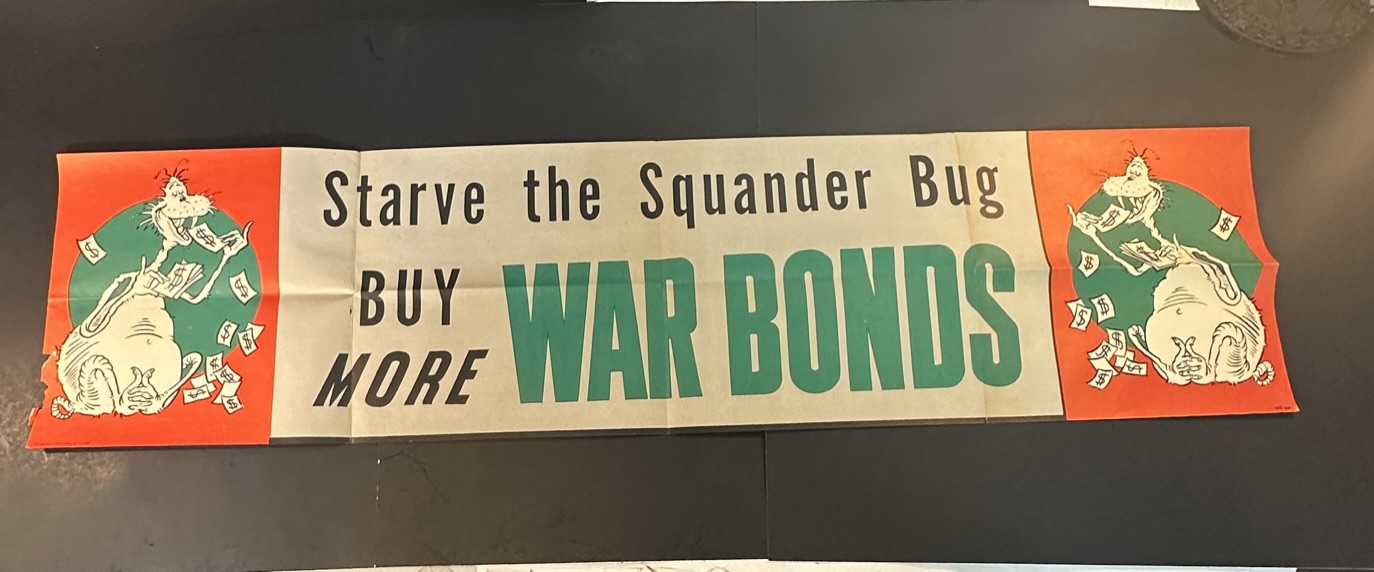 Starve the Squander Bug
BUY
MORE
WAR BONDS